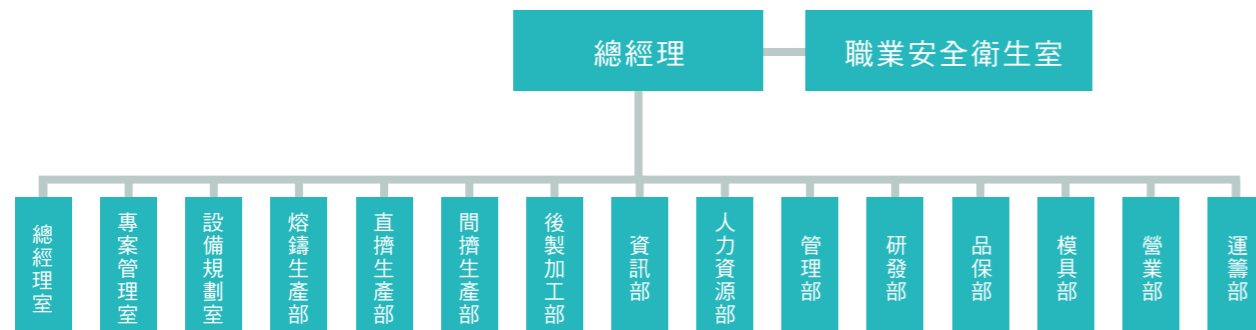 總經理
職業安全衛生室
總經理室
專案管理室
設備規劃室
熔鑄生產部
直擠生產部
間擠生產部
後製加工部
資訊部
人力資源部
管理部
研發部
品保部
模具部
營業部
運籌部